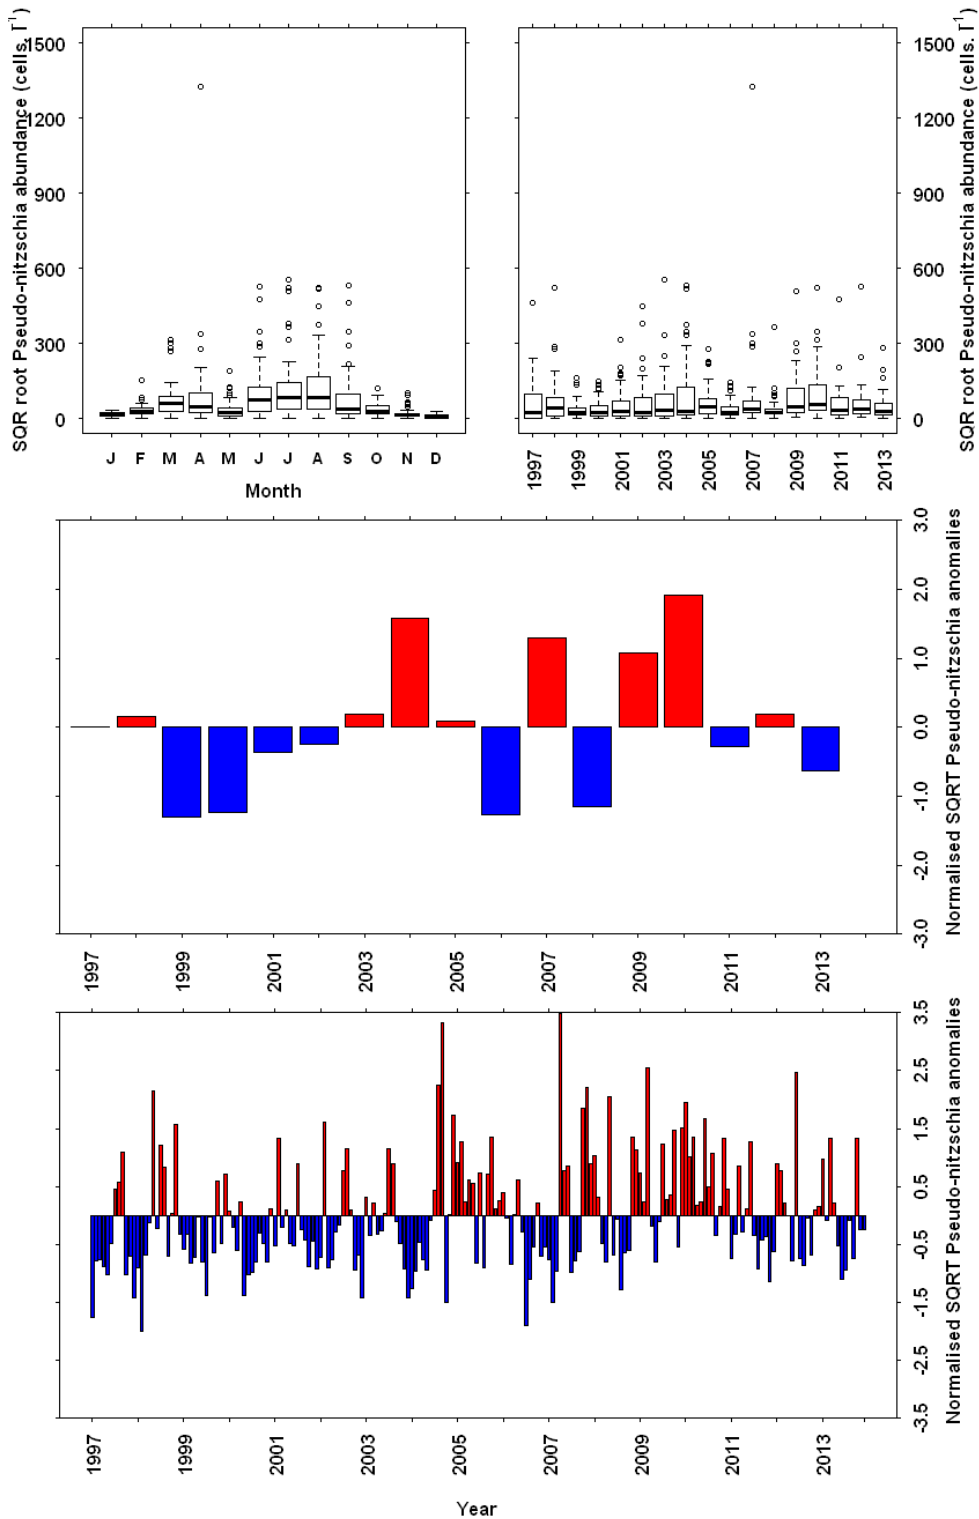 SQR root Pseudo-nitzschia abundance (cells. l⁻¹)
1500
1200
900
600
300
0
J F M A M J J A S O N D
Month
1500
1200
900
600
300
0
SQR root Pseudo-nitzschia abundance (cells. l⁻¹)
1997 1999 2001 2003 2005 2007 2009 2011 2013
3.0
2.0
1.0
0.0
-1.0
-2.0
-3.0
Normalised SQRT Pseudo-nitzschia anomalies
1997 1999 2001 2003 2005 2007 2009 2011 2013
3.5
2.5
1.5
0.5
-0.5
-1.5
-2.5
-3.5
Normalised SQRT Pseudo-nitzschia anomalies
1997 1999 2001 2003 2005 2007 2009 2011 2013
Year